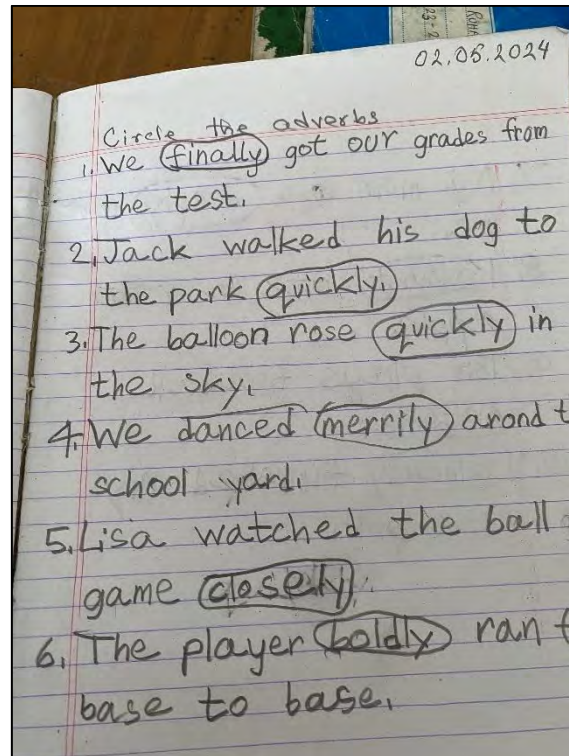 02.05.2024
Circle the adverbs
1. We finally got our grades from
the test.
2. Jack walked his dog to
the park quickly.
3. The balloon rose quickly in
the sky.
4. We danced merrily arond
school yard.
5. Lisa watched the ball
game closely.
6. The player boldly ran
base to base.